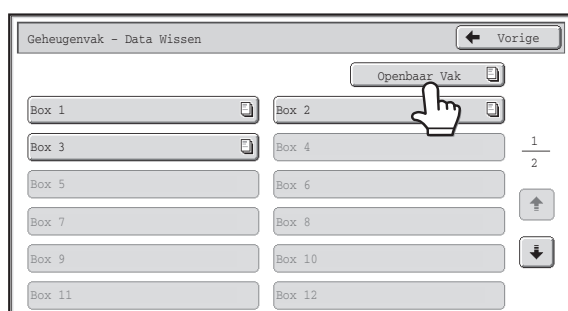 Geheugenvak - Data Wissen
Vorige
Openbaar Vak
Box 1
Box 2
Box 3
Box 4
1
2
Box 5
Box 6
Box 7
Box 8
Box 9
Box 10
Box 11
Box 12